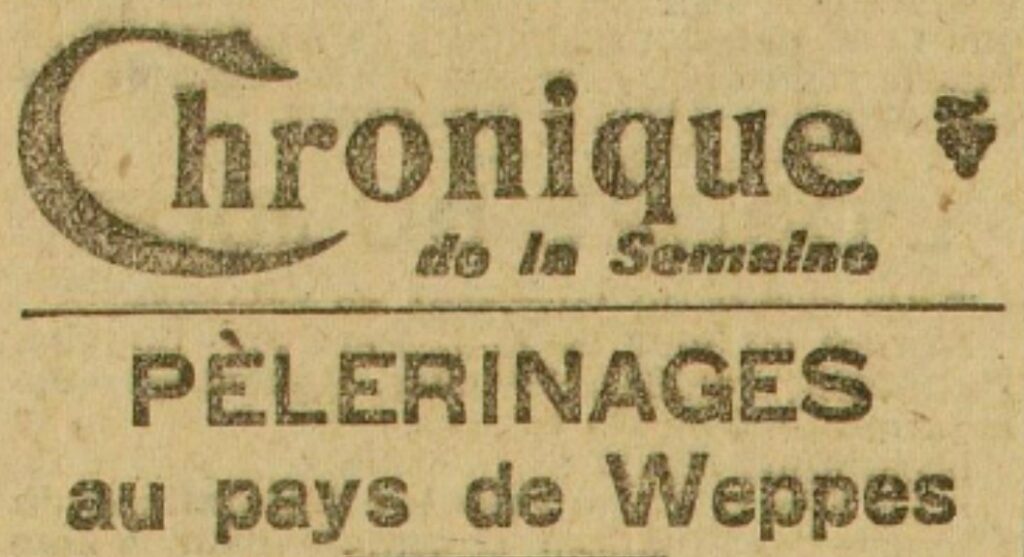 Chronique
de la Semaine
PÈLERINAGES
au pays de Weppes